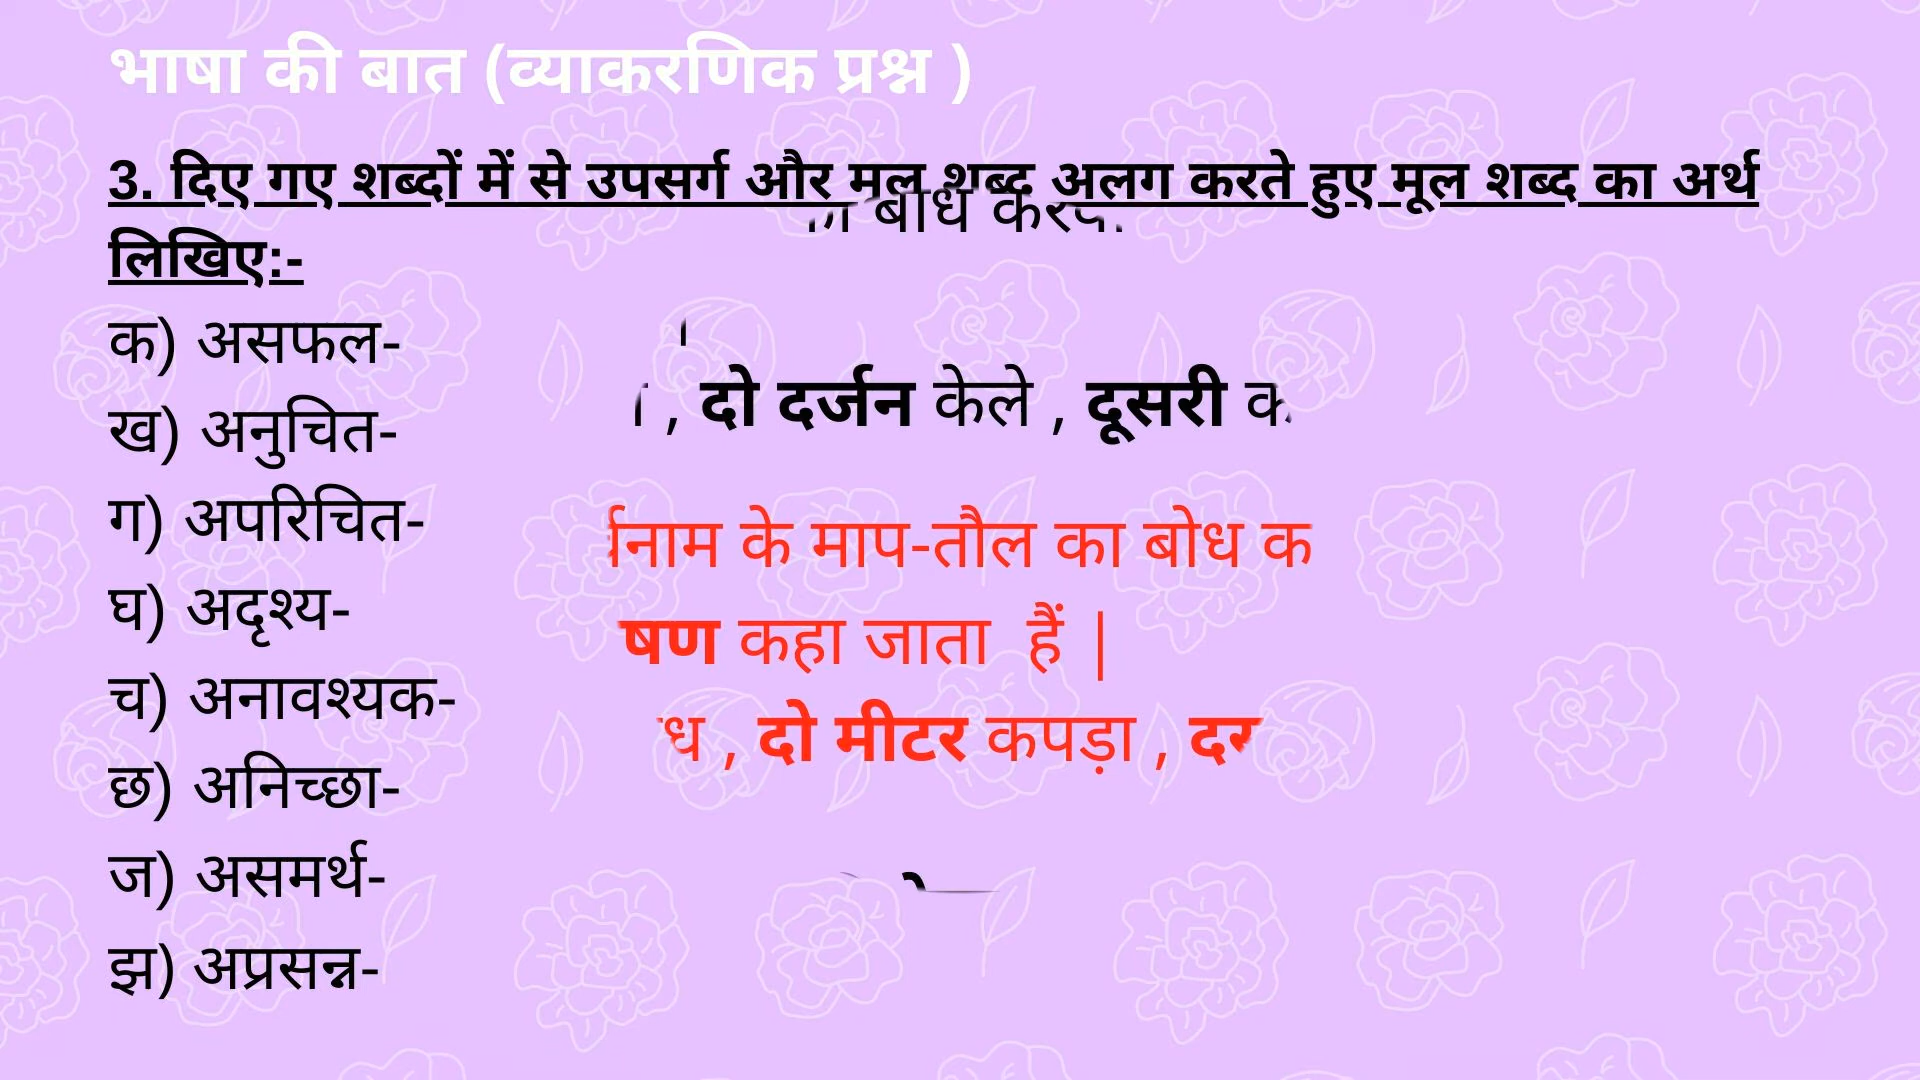 भाषा की बात (व्याकरणिक प्रश्न )
3. दिए गए शब्दों में से उपसर्ग और मूल शब्द अलग करते हुए मूल शब्द का अर्थ
लिखिए:-
बोध
क) असफल-
, दो दर्जन केले , दूसरी
ख) अनुचित-
ग) अपरिचित-
के माप-तौल का बोध
घ) अदृश्य-
कहा जाता हैं |
च) अनावश्यक-
, दो मीटर कपड़ा ,
छ) अनिच्छा-
ज) असमर्थ-
झ) अप्रसन्न-